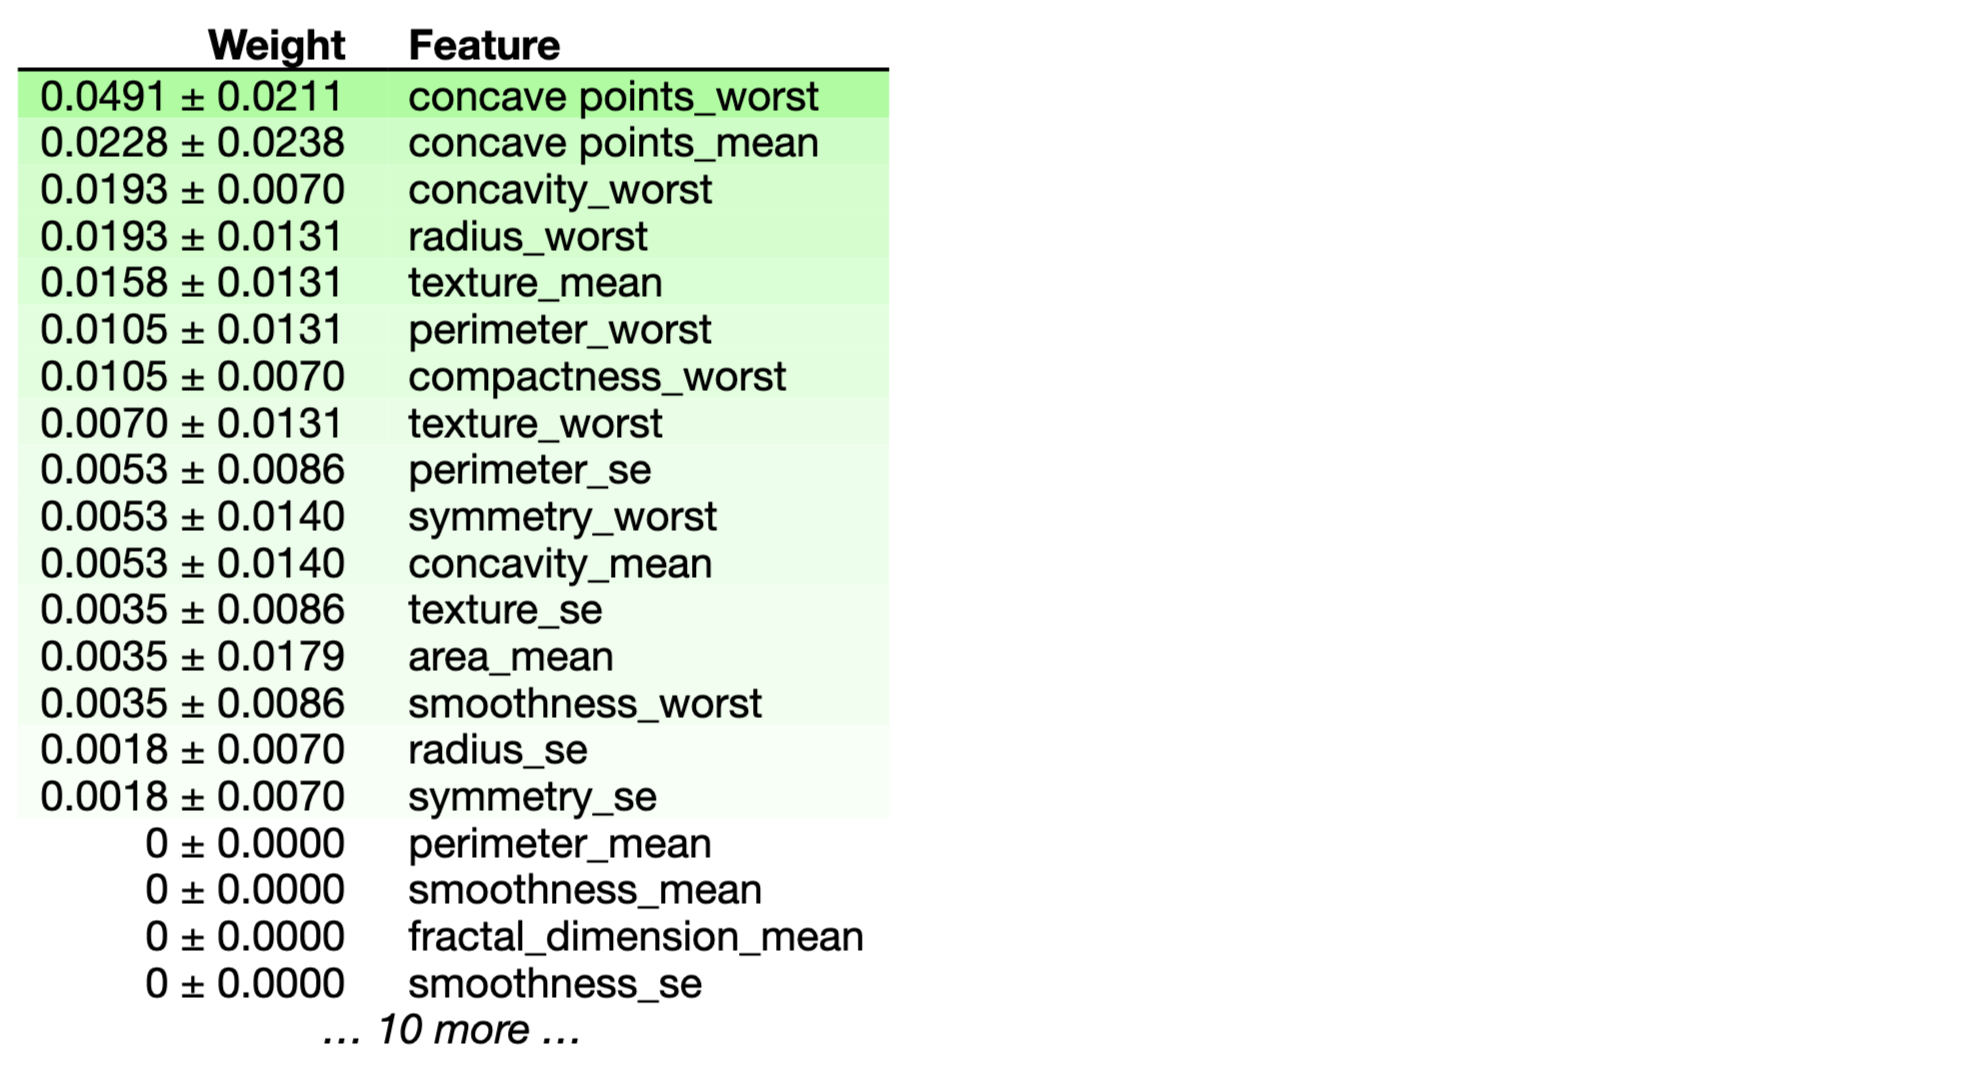 Weight Feature
0.0491 ± 0.0211 concave points_worst
0.0228 ± 0.0238 concave points_mean
0.0193 ± 0.0070 concavity_worst
0.0193 ± 0.0131 radius_worst
0.0158 ± 0.0131 texture_mean
0.0105 ± 0.0131 perimeter_worst
0.0105 ± 0.0070 compactness_worst
0.0070 ± 0.0131 texture_worst
0.0053 ± 0.0086 perimeter_se
0.0053 ± 0.0140 symmetry_worst
0.0053 ± 0.0140 concavity_mean
0.0035 ± 0.0086 texture_se
0.0035 ± 0.0179 area_mean
0.0035 ± 0.0086 smoothness_worst
0.0018 ± 0.0070 radius_se
0.0018 ± 0.0070 symmetry_se
0 ± 0.0000 perimeter_mean
0 ± 0.0000 smoothness_mean
0 ± 0.0000 fractal_dimension_mean
0 ± 0.0000 smoothness_se
… 10 more …